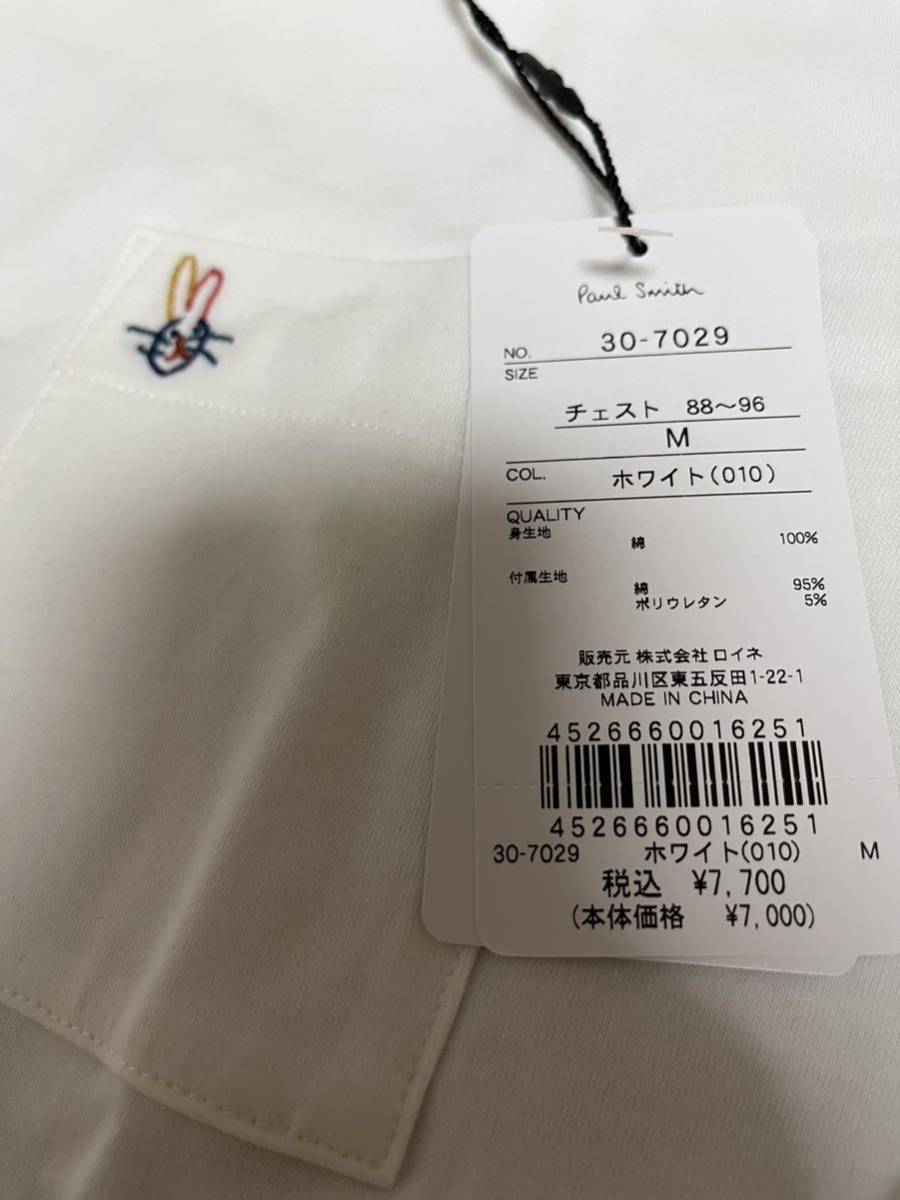 Paul Smith
NO. 30-7029
SIZE
チェスト 88～96
M
COL. ホワイト(010)
QUALITY
身生地
綿 100%
付属生地
綿 95%
ポリウレタン 5%
販売元 株式会社 ロイネ
東京都品川区東五反田1-22-1
MADE IN CHINA
4526660016251
4526660016251
30-7029 ホワイト(010) M
税込 ¥7,700
(本体価格 ¥7,000)